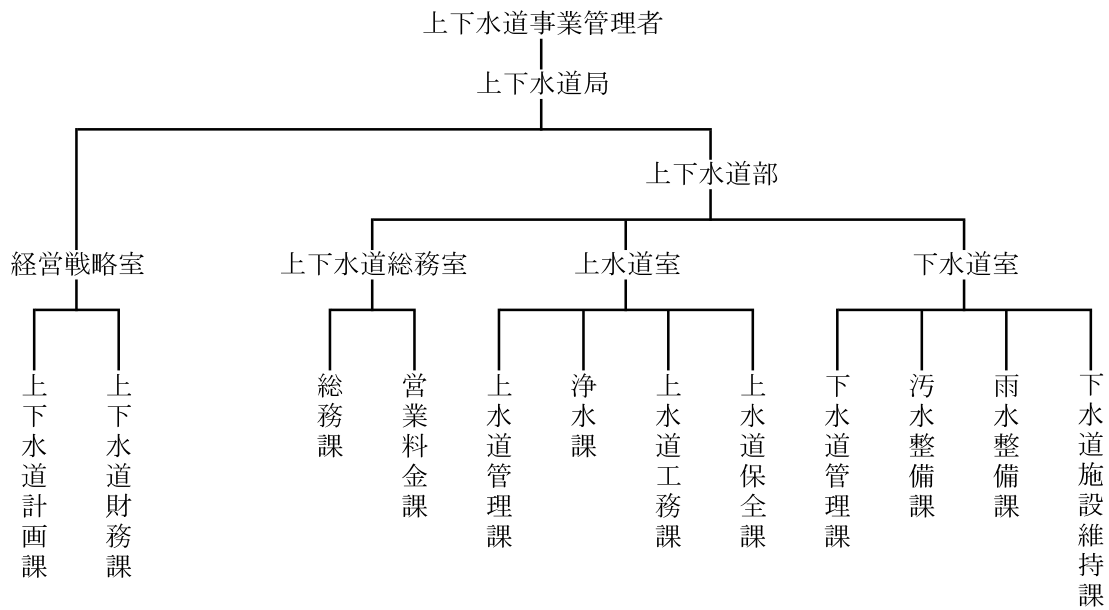 上下水道事業管理者
上下水道局
上下水道部
経営戦略室
上下水道総務室
上水道室
下水道室
上下水道計画課
上下水道財務課
総務課
営業料金課
上水道管理課
浄水課
上水道工務課
上水道保全課
下水道管理課
汚水整備課
雨水整備課
下水道施設維持課